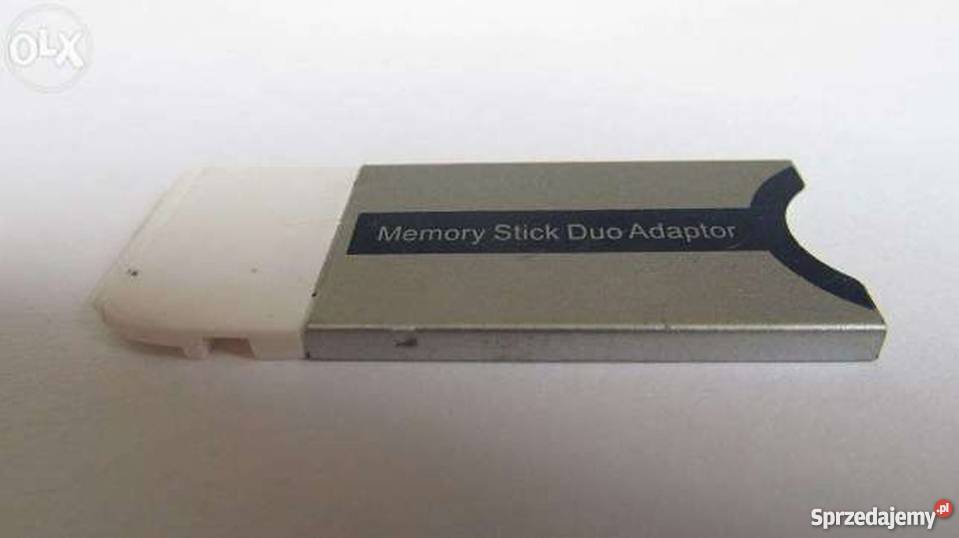 OLX
Memory Stick Duo Adaptor
Sprzedajemy.pl